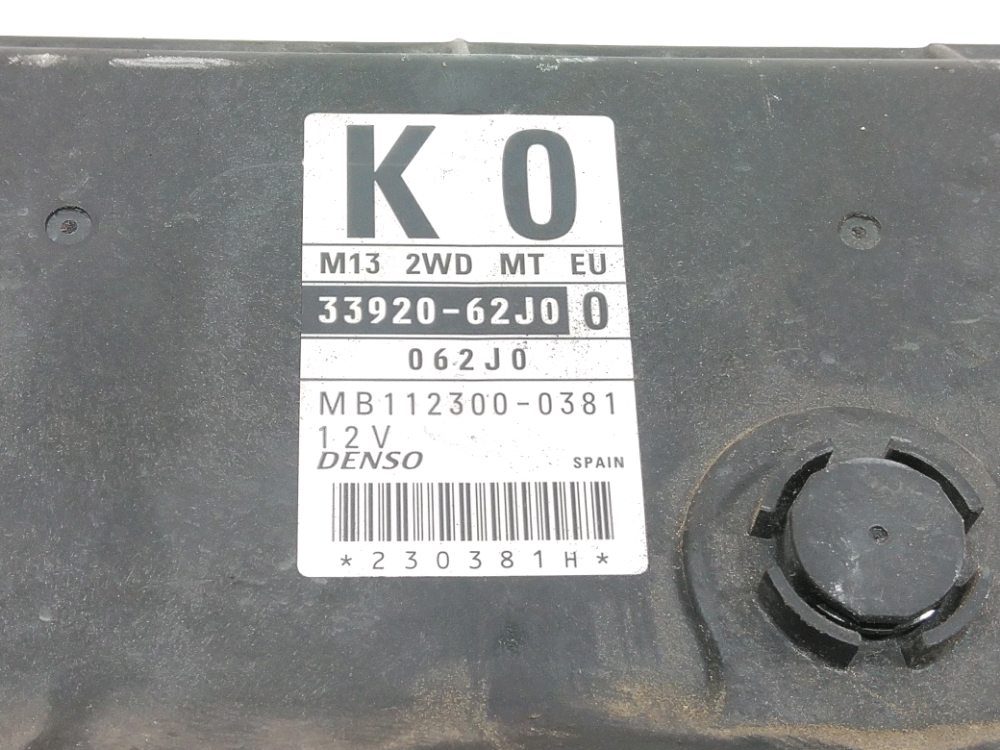 K 0
M13 2WD MT EU
33920-62J0 0
062J0
MB112300-0381
12V
DENSO SPAIN
*230381H*